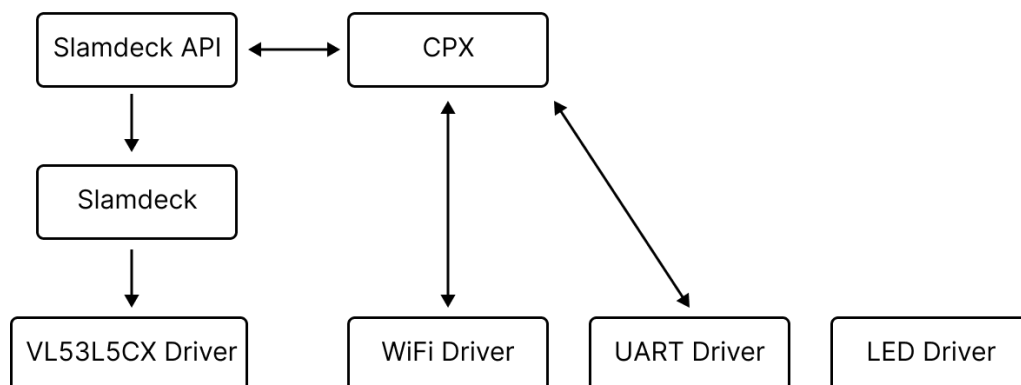 Slamdeck API
CPX
Slamdeck
VL53L5CX Driver
WiFi Driver
UART Driver
LED Driver